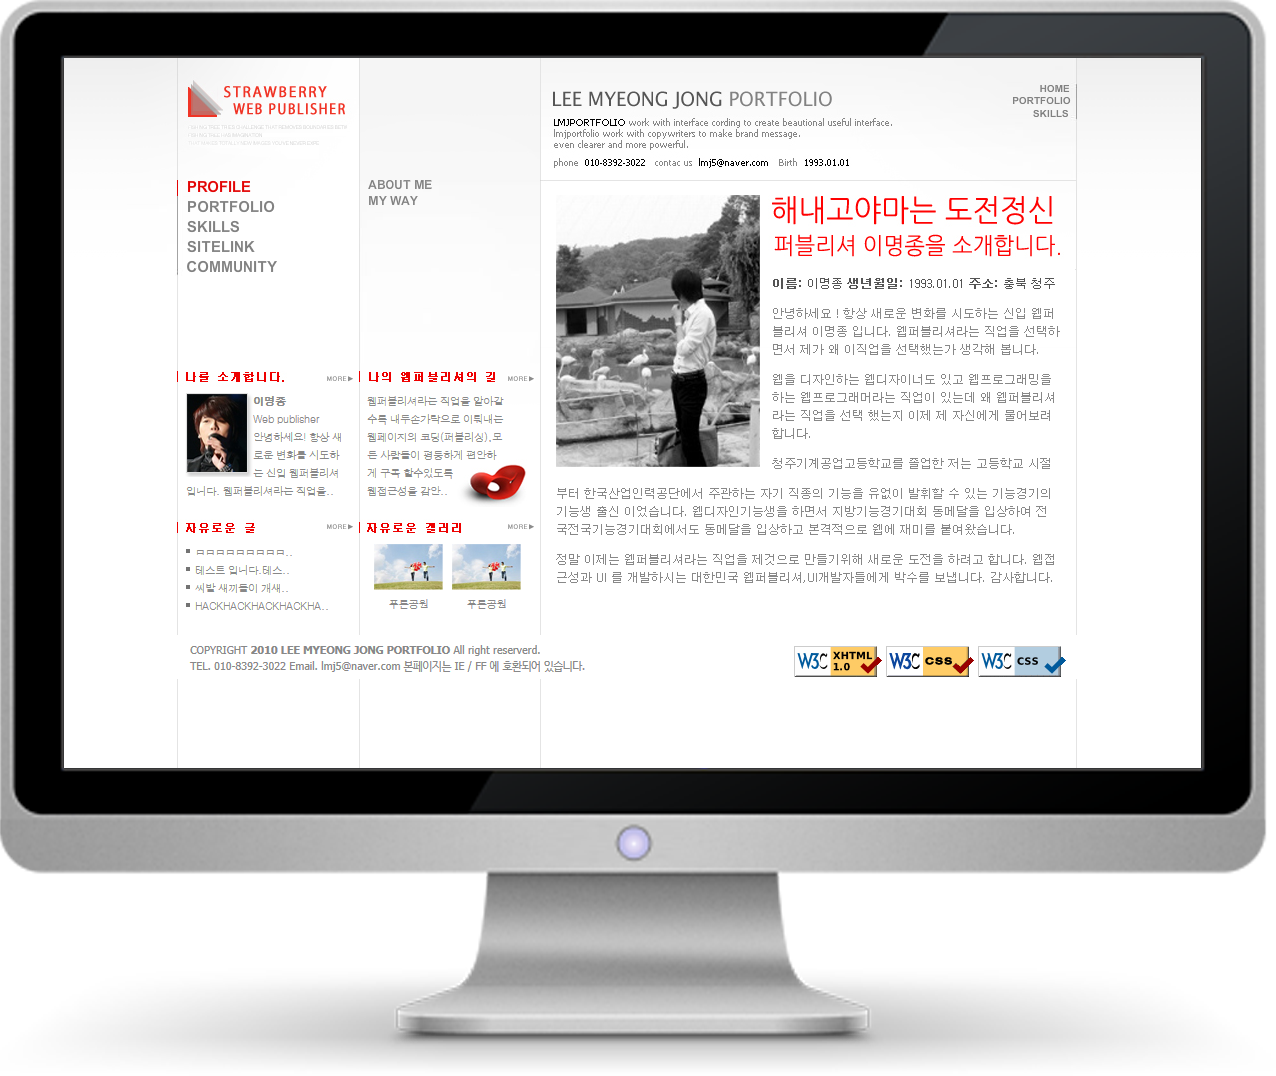 STRAWBERRY
WEB PUBLISHER
PROFILE
PORTFOLIO
SKILLS
SITELINK
COMMUNITY
ABOUT ME
MY WAY
LEE MYEONG JONG PORTFOLIO
LMJPORTFOLIO work with interface cording to create beautional useful interface.
lmjportfolio work with copywriters to make brand message.
even clearer and more powerful.
phone 010-8392-3022 contac us lmj5@naver.com Birth 1993.01.01
HOME
PORTFOLIO
SKILLS
해내고야마는 도전정신
퍼블리셔 이명종을 소개합니다.
이름: 이명종 생년월일: 1993.01.01 주소: 충북 청주
안녕하세요 ! 항상 새로운 변화를 시도하는 신입 웹퍼
블리셔 이명종 입니다. 웹퍼블리셔라는 직업을 선택하
면서 제가 왜 이직업을 선택했는가 생각해 봅니다.
웹을 디자인하는 웹디자이너도 있고 웹프로그래밍을
하는 웹프로그래머라는 직업이 있는데 왜 웹퍼블리셔
라는 직업을 선택 했는지 이제 제 자신에게 물어보려
합니다.
청주기계공업고등학교를 졸업한 저는 고등학교 시절
부터 한국산업인력공단에서 주관하는 자기 직종의 기능을 유없이 발휘할 수 있는 기능경기의
기능생 출신 이었습니다. 웹디자인기능생을 하면서 지방기능경기대회 동메달을 입상하여 전
국전국기능경기대회에서도 동메달을 입상하고 본격적으로 웹에 재미를 붙여왔습니다.
정말 이제는 웹퍼블리셔라는 직업을 제것으로 만들기위해 새로운 도전을 하려고 합니다. 웹접
근성과 UI 를 개발하시는 대한민국 웹퍼블리셔,UI개발자들에게 박수를 보냅니다. 감사합니다.
나를 소개합니다. MORE▶
이명종
Web publisher
안녕하세요! 항상 새
로운 변화를 시도하
는 신입 웹퍼블리셔
입니다. 웹퍼블리셔라는 직업을..
나의 웹퍼블리셔의 길 MORE▶
웹퍼블리셔라는 직업을 알아갈
수록 내두손가락으로 이뤄내는
웹페이지의 코딩(퍼블리싱),모
든 사람들이 평등하게 편안하
게 구독 할수있도록
웹접근성을 감안..
자유로운 글 MORE▶
ㅁㅁㅁㅁㅁㅁㅁㅁㅁ..
테스트 입니다.테스..
씨발 새끼들이 개새..
HACKHACKHACKHACKHA..
자유로운 갤러리 MORE▶
푸른공원 푸른공원
COPYRIGHT 2010 LEE MYEONG JONG PORTFOLIO All right reserverd.
TEL. 010-8392-3022 Email. lmj5@naver.com 본페이지는 IE / FF 에 호환되어 있습니다.
W3C XHTML 1.0
W3C CSS
W3C CSS